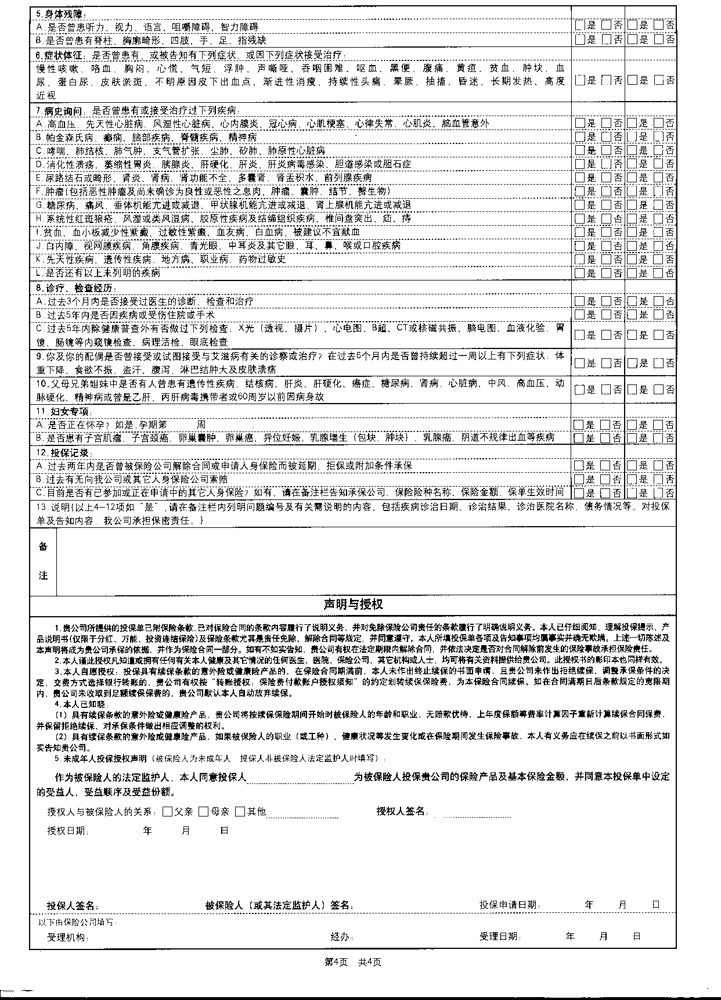 5.身体残障：
A.是否曾患听力、视力、语言、咀嚼障碍、智力障碍 □是 □否 □是 □否
B.是否曾患有脊柱、胸廓畸形，四肢、手、足、指残缺 □是 □否 □是 □否
6.症状体征：是否曾患有、或被告知有下列症状，或因下列症状接受治疗：
慢性咳嗽、咯血、胸闷、心慌、气短、浮肿、声嘶哑、吞咽困难、呕血、黑便、腹痛、黄疸、贫血、肿块、血
尿、蛋白尿、皮肤淤斑、不明原因皮下出血点、渐进性消瘦、持续性头痛、晕厥、抽搐、昏迷、长期发热、高度 □是 □否 □是 □否
近视
7.病史询问：是否曾患有或接受治疗过下列疾病：
A.高血压、先天性心脏病、风湿性心脏病、心内膜炎、冠心病、心肌梗塞、心律失常、心肌炎、脑血管意外 □是 □否 □是 □否
B.帕金森氏病、癫痫、脑部疾病、脊髓疾病、精神病 □是 □否 □是 □否
C.哮喘、肺结核、肺气肿、支气管扩张、尘肺、矽肺、肺原性心脏病 □是 □否 □是 □否
D.消化性溃疡、萎缩性胃炎、胰腺炎、肝硬化、肝炎、肝炎病毒感染、胆道感染或胆石症 □是 □否 □是 □否
E.尿路结石或畸形、肾炎、肾病、肾功能不全、多囊肾、肾盂积水、前列腺疾病 □是 □否 □是 □否
F.肿瘤(包括恶性肿瘤及尚未确诊为良性或恶性之息肉、肿瘤、囊肿、结节、赘生物) □是 □否 □是 □否
G.糖尿病、痛风、垂体机能亢进或减退、甲状腺机能亢进或减退、肾上腺机能亢进或减退 □是 □否 □是 □否
H.系统性红斑狼疮、风湿或类风湿病、胶原性疾病及结缔组织疾病、椎间盘突出、疝、痔 □是 □否 □是 □否
I.贫血、血小板减少性紫癜、过敏性紫癜、血友病、白血病，被建议不宜献血 □是 □否 □是 □否
J.白内障、视网膜疾病、角膜疾病、青光眼、中耳炎及其它眼、耳、鼻、喉或口腔疾病 □是 □否 □是 □否
K.先天性疾病、遗传性疾病、地方病、职业病、药物过敏史 □是 □否 □是 □否
L.是否还有以上未列明的疾病 □是 □否 □是 □否
8.诊疗、检查经历：
A.过去3个月内是否接受过医生的诊断、检查和治疗 □是 □否 □是 □否
B.过去5年内是否因疾病或受伤住院或手术 □是 □否 □是 □否
C.过去5年内除健康普查外有否做过下列检查：X光（透视、摄片）、心电图、B超、CT或核磁共振、脑电图、血液化验、胃
镜、肠镜等内窥镜检查、病理活检、眼底检查 □是 □否 □是 □否
9.你及你的配偶是否曾接受或试图接受与艾滋病有关的诊察或治疗？在过去6个月内是否曾持续超过一周以上有下列症状：体
重下降、食欲不振、盗汗、腹泻、淋巴结肿大及皮肤溃疡 □是 □否 □是 □否
10.父母兄弟姐妹中是否有人曾患有遗传性疾病、结核病、肝炎、肝硬化、癌症、糖尿病、肾病、心脏病、中风、高血压、动
脉硬化、精神病或曾是乙肝、丙肝病毒携带者或60周岁以前因病身故 □是 □否 □是 □否
11.妇女专项：
A.是否正在怀孕？如是,孕期第 周 □是 □否 □是 □否
B.是否患有子宫肌瘤、子宫颈癌、卵巢囊肿、卵巢癌、异位妊娠、乳腺增生（包块、肿块）、乳腺癌、阴道不规律出血等疾病 □是 □否 □是 □否
12.投保记录：
A.过去两年内是否曾被保险公司解除合同或申请人身保险而被延期、拒保或附加条件承保 □是 □否 □是 □否
B.过去有无向我公司或其它人身保险公司索赔 □是 □否 □是 □否
C.目前是否有已参加或正在申请中的其它人身保险？如有，请在备注栏告知承保公司、保险险种名称、保险金额、保单生效时间 □是 □否 □是 □否
13.说明(以上4—12项如“是”,请在备注栏内列明问题编号及有关需说明的内容，包括疾病诊治日期、诊治结果、诊治医院名称、债务情况等。对投保
单及告知内容，我公司承担保密责任。)
备
注
声明与授权
1.贵公司所提供的投保单已附保险条款,已对保险合同的条款内容履行了说明义务，并对免除保险公司责任的条款履行了明确说明义务。本人已仔细阅知、理解投保提示、产
品说明书(仅限于分红、万能、投资连结保险)及保险条款尤其是责任免除、解除合同等规定，并同意遵守。本人所填投保单各项及告知事项均属事实并确无欺瞒。上述一切陈述及
本声明将成为贵公司承保的依据，并作为保险合同一部分。如有不如实告知，贵公司有权在法定期限内解除合同，并依法决定是否对合同解除前发生的保险事故承担保险责任。
2.本人谨此授权凡知道或拥有任何有关本人健康及其它情况的任何医生、医院、保险公司、其它机构或人士，均可将有关资料提供给贵公司。此授权书的影印本也同样有效。
3.本人自愿授权：投保具有续保条款的意外险或健康险产品的，在保险合同期满前，本人未作出终止续保的书面申请，且贵公司未作出拒绝续保、调整承保条件的决
定，交费方式选择银行转账的，贵公司有权按“转账授权：保险费付款账户授权须知”的约定划转续保保险费，为本保险合同续保。如在合同满期日后条款规定的宽限期
内，贵公司未收取到足额续保保费的，贵公司默认本人自动放弃续保。
4.本人已知晓：
(1) 具有续保条款的意外险或健康险产品，贵公司将按续保保险期间开始时被保险人的年龄和职业、无赔款优待、上年度保额等费率计算因子重新计算续保合同保费，
并保留拒绝续保、对承保条件做出相应调整的权利。
(2) 具有续保条款的意外险或健康险产品，如果被保险人的职业（或工种）、健康状况等发生变化或在保险期间发生保险事故，本人有义务应在续保之前以书面形式如
实告知贵公司。
5.未成年人投保授权声明（被保险人为未成年人 投保人非被保险人法定监护人时填写）：
作为被保险人的法定监护人，本人同意投保人 为被保险人投保贵公司的保险产品及基本保险金额，并同意本投保单中设定
的受益人、受益顺序及受益份额。
授权人与被保险人的关系：□父亲 □母亲 □其他 授权人签名：
授权日期： 年 月 日
投保人签名： 被保险人（或其法定监护人）签名： 投保申请日期： 年 月 日
以下由保险公司填写：
受理机构： 经办： 受理日期： 年 月 日
第4页 共4页